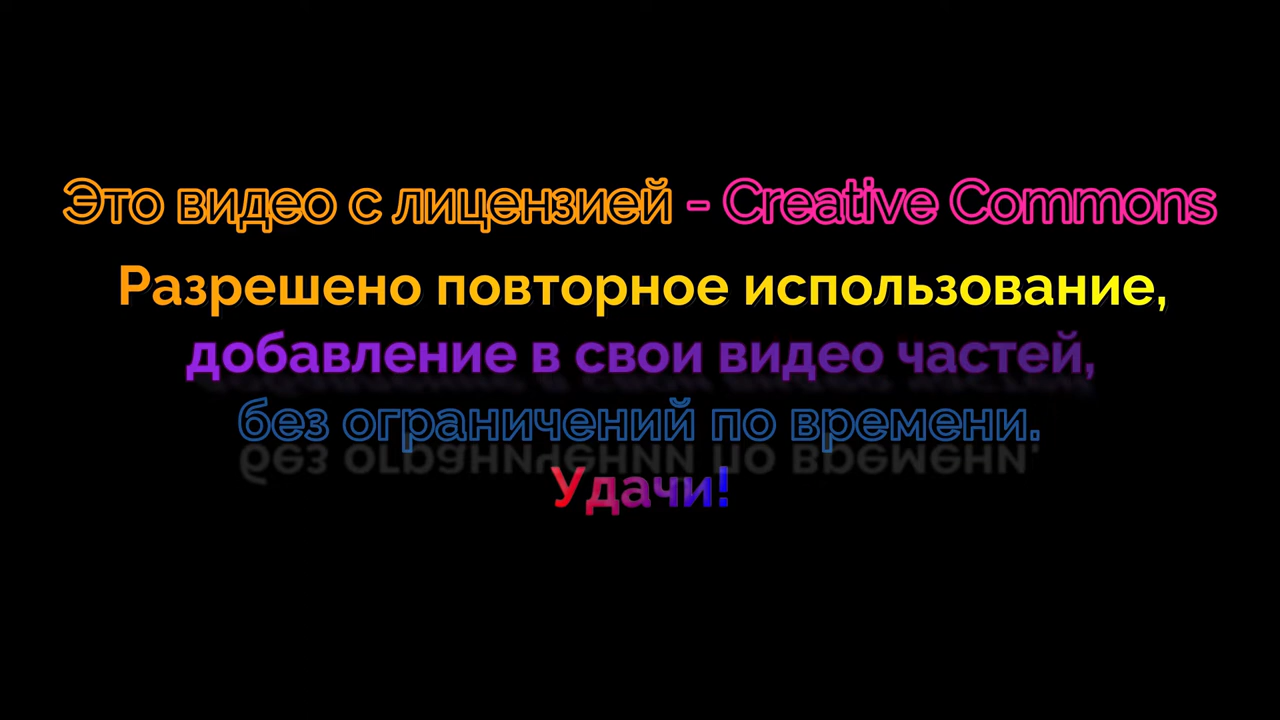 Это видео с лицензией - Creative Commons
Разрешено повторное использование,
добавление в свои видео частей,
без ограничений по времени.
Удачи!